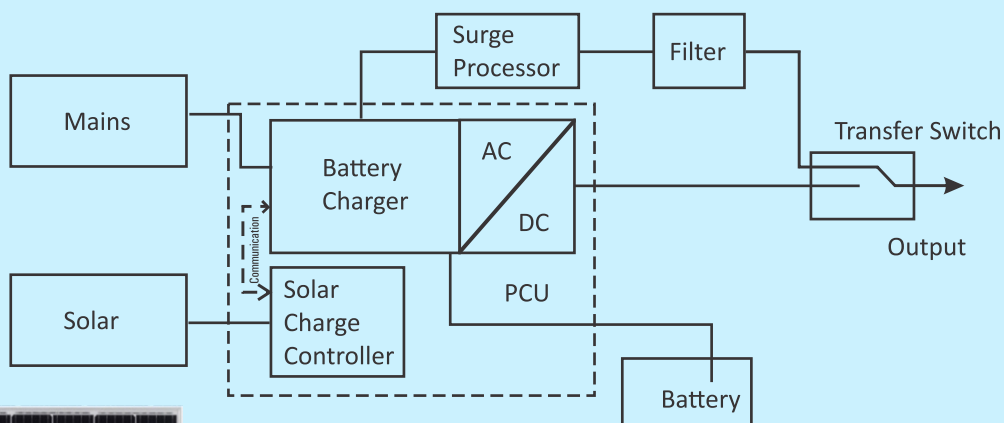 Surge
Processor
Filter
Mains
Transfer Switch
Battery
Charger
AC
DC
Output
Communication
Solar
Charge
Controller
PCU
Solar
Battery